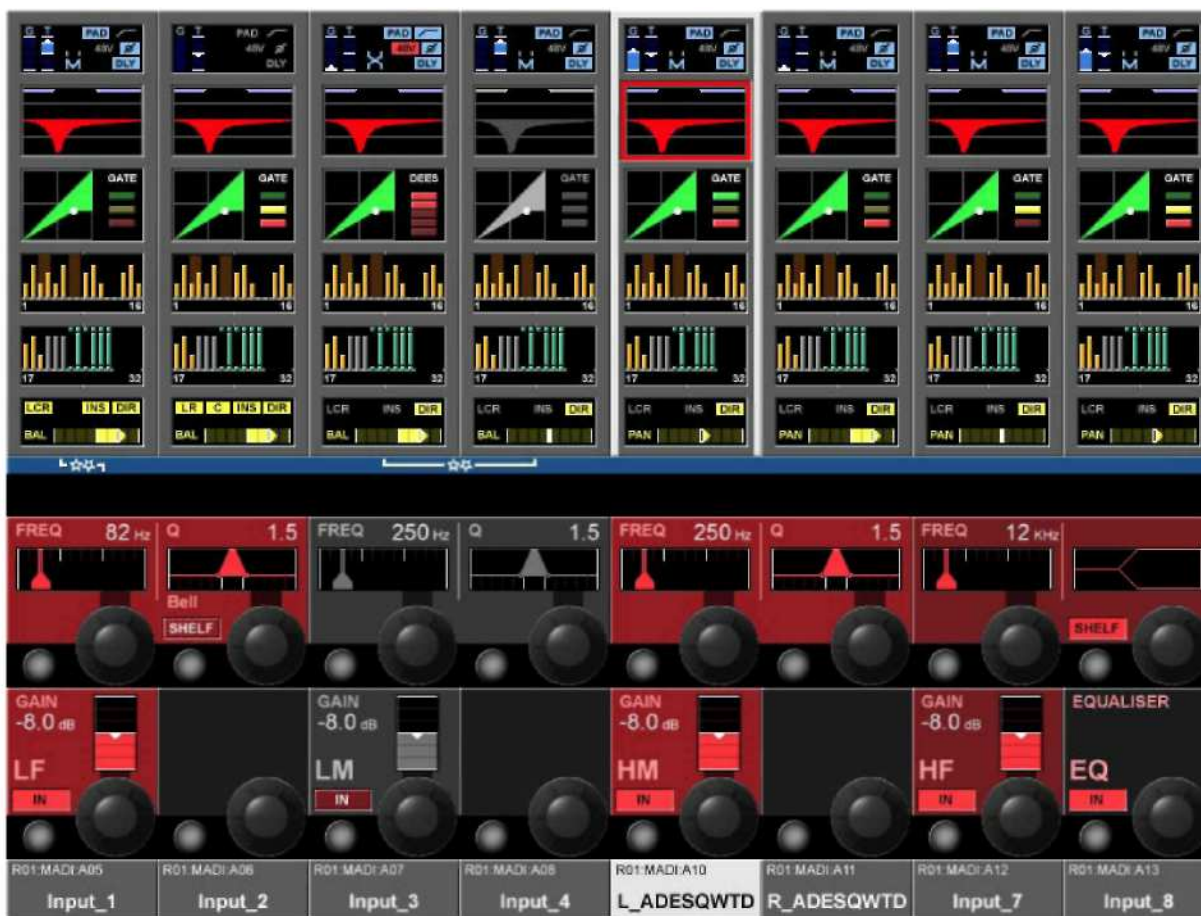 G T PAD 48V DLY G T PAD 48V DLY G T PAD 48V DLY G T PAD 48V DLY G T PAD 48V DLY G T PAD 48V DLY G T PAD 48V DLY G T PAD 48V DLY
GATE GATE DEES GATE GATE GATE GATE GATE
1 16 1 16 1 16 1 16 1 16 1 16 1 16 1 16
17 32 17 32 17 32 17 32 17 32 17 32 17 32 17 32
LCR INS DIR LR C INS DIR LCR INS DIR LCR INS DIR LCR INS DIR LCR INS DIR LCR INS DIR LCR INS DIR
BAL BAL BAL BAL PAN PAN PAN PAN
FREQ 82 Hz Q 1.5 FREQ 250 Hz Q 1.5 FREQ 250 Hz Q 1.5 FREQ 12 KHz
Bell
SHELF SHELF
GAIN GAIN GAIN GAIN EQUALISER
-8.0 dB -8.0 dB -8.0 dB -8.0 dB
LF LM HM HF EQ
IN IN IN IN IN
R01:MADI:A05 R01:MADI:A06 R01:MADI:A07 R01:MADI:A08 R01:MADI:A10 R01:MADI:A11 R01:MADI:A12 R01:MADI:A13
Input_1 Input_2 Input_3 Input_4 L_ADESQWTD R_ADESQWTD Input_7 Input_8